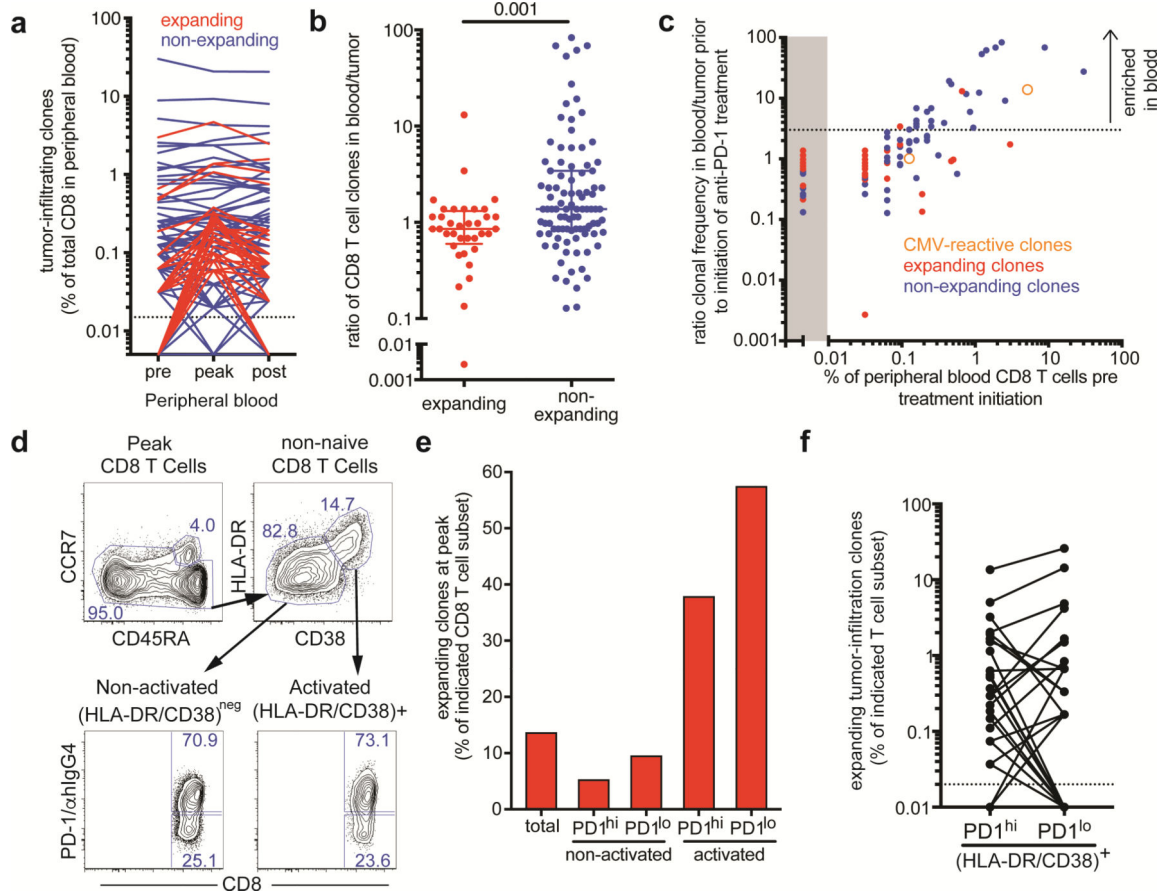 a
expanding
non-expanding
tumor-infiltrating clones
(% of total CD8 in peripheral blood)
100
10
1
0.1
0.01
pre
peak
post
Peripheral blood
b
0.001
ratio of CD8 T cell clones in blood/tumor
100
10
1
0.1
0.01
0.001
expanding
non-
expanding
c
ratio clonal frequency in blood/tumor prior
to initiation of anti-PD-1 treatment
100
10
1
0.1
0.01
0.001
enriched
in blodd
CMV-reactive clones
expanding clones
non-expanding clones
0.01
0.1
1
10
100
% of peripheral blood CD8 T cells pre
treatment initiation
d
Peak
CD8 T Cells
non-naive
CD8 T Cells
CCR7
4.0
95.0
CD45RA
HLA-DR
14.7
82.8
CD38
Non-activated
(HLA-DR/CD38)neg
Activated
(HLA-DR/CD38)+
PD-1/αhIgG4
70.9
25.1
73.1
23.6
CD8
e
expanding clones at peak
(% of indicated CD8 T cell subset)
60
50
40
30
20
10
0
total
PD1hi
PD1lo
PD1hi
PD1lo
non-activated
activated
f
expanding tumor-infiltration clones
(% of indicated T cell subset)
100
10
1
0.1
0.01
PD1hi
PD1lo
(HLA-DR/CD38)+